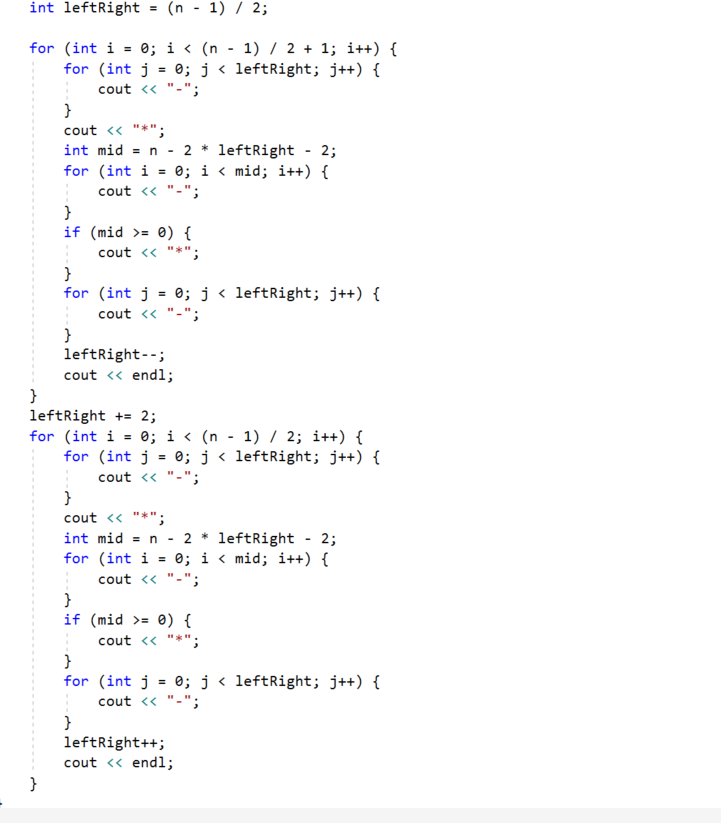 int leftRight = (n - 1) / 2;

for (int i = 0; i < (n - 1) / 2 + 1; i++) {
    for (int j = 0; j < leftRight; j++) {
        cout << "-";
    }
    cout << "*";
    int mid = n - 2 * leftRight - 2;
    for (int i = 0; i < mid; i++) {
        cout << "-";
    }
    if (mid >= 0) {
        cout << "*";
    }
    for (int j = 0; j < leftRight; j++) {
        cout << "-";
    }
    leftRight--;
    cout << endl;
}
leftRight += 2;
for (int i = 0; i < (n - 1) / 2; i++) {
    for (int j = 0; j < leftRight; j++) {
        cout << "-";
    }
    cout << "*";
    int mid = n - 2 * leftRight - 2;
    for (int i = 0; i < mid; i++) {
        cout << "-";
    }
    if (mid >= 0) {
        cout << "*";
    }
    for (int j = 0; j < leftRight; j++) {
        cout << "-";
    }
    leftRight++;
    cout << endl;
}